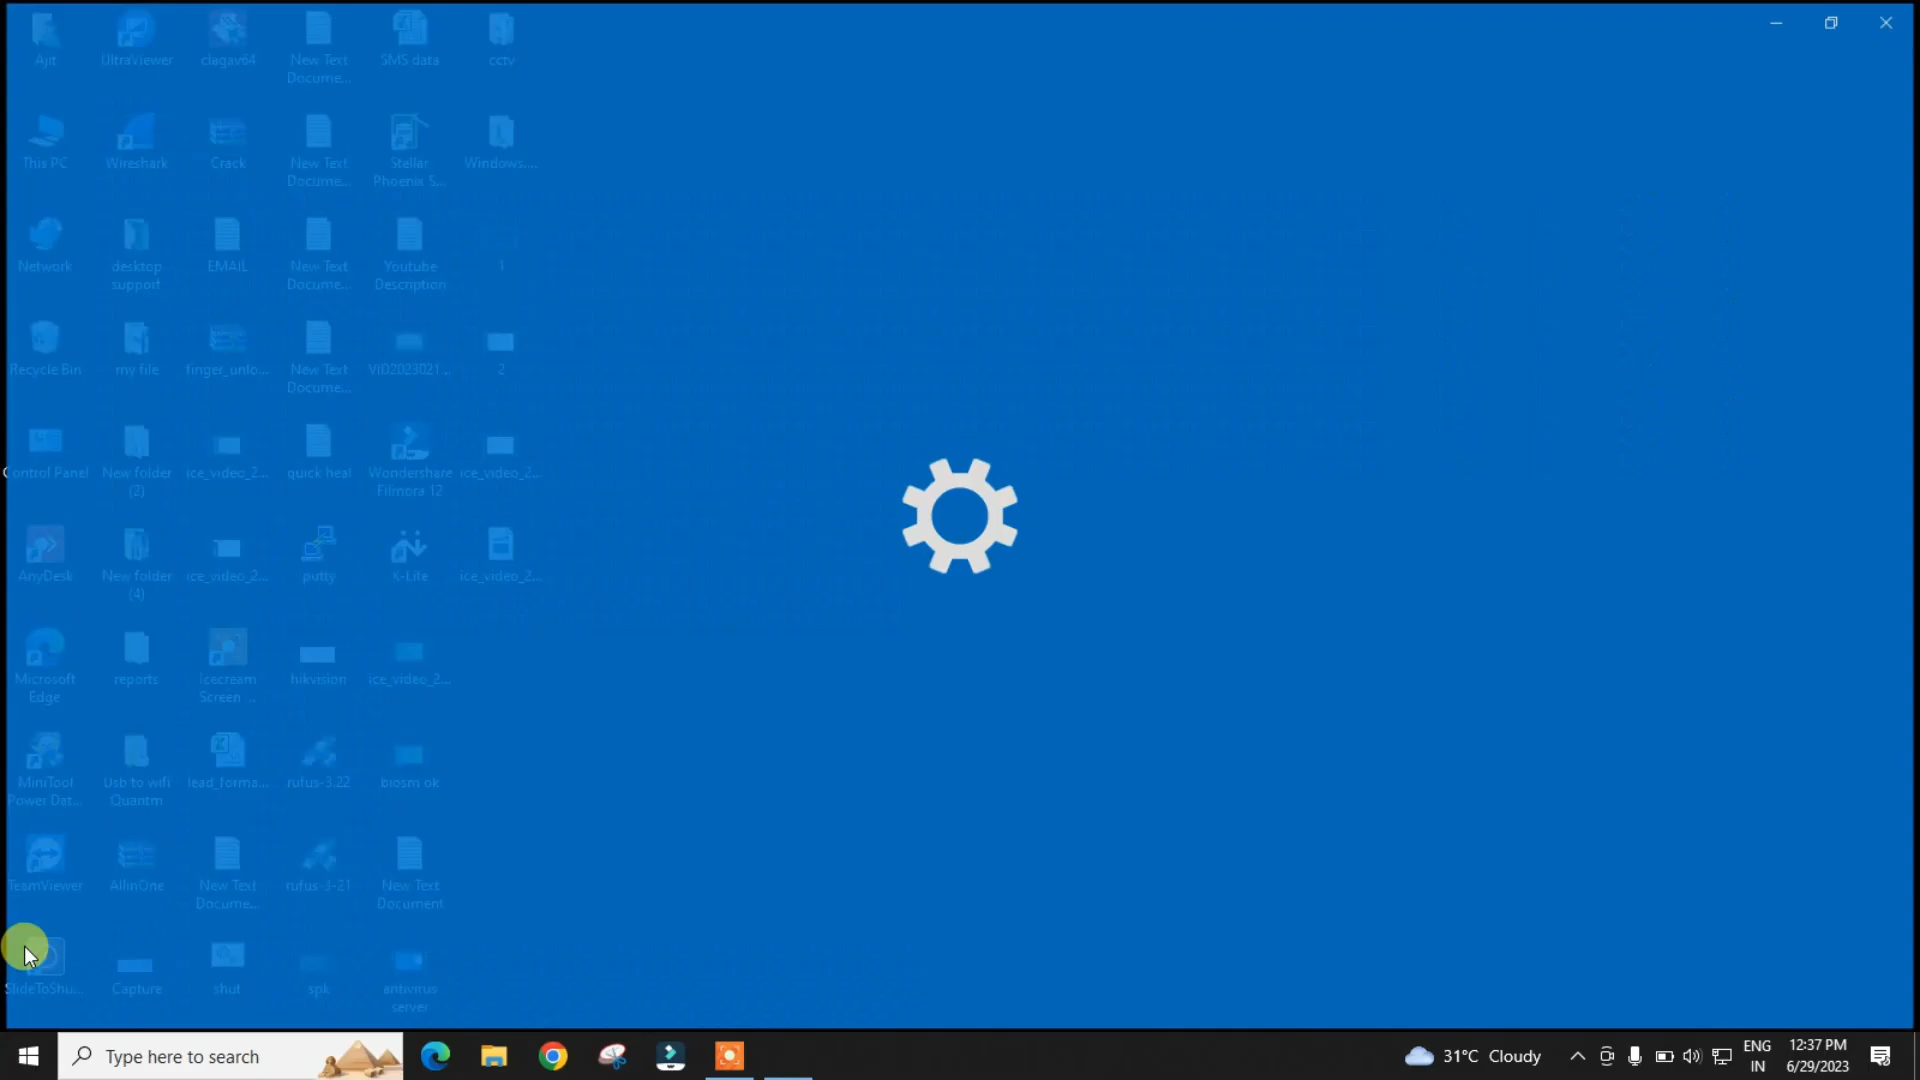 Ajit
UltraViewer
clagav64
New Text
Docume...
SMS data
cctv
This PC
Wireshark
Crack
New Text
Docume...
Stellar
Phoenix S...
Windows....
Network
desktop
support
EMAIL
New Text
Docume...
Youtube
Description
1
Recycle Bin
my file
finger_unlo...
New Text
Docume...
VID2023021...
2
Control Panel
New folder
(2)
ice_video_2...
quick heal
Wondershare
Filmora 12
ice_video_2...
AnyDesk
New folder
(4)
ice_video_2...
putty
K-Lite
ice_video_2...
Microsoft
Edge
reports
Icecream
Screen ...
hikvision
ice_video_2...
MiniTool
Power Dat...
Usb to wifi
Quantm
lead_forma...
rufus-3.22
biosm ok
TeamViewer
AllinOne
New Text
Docume...
rufus-3-21
New Text
Document
SlideToShu...
Capture
shut
spk
antivirus
server
Type here to search
31°C Cloudy
ENG
IN
12:37 PM
6/29/2023